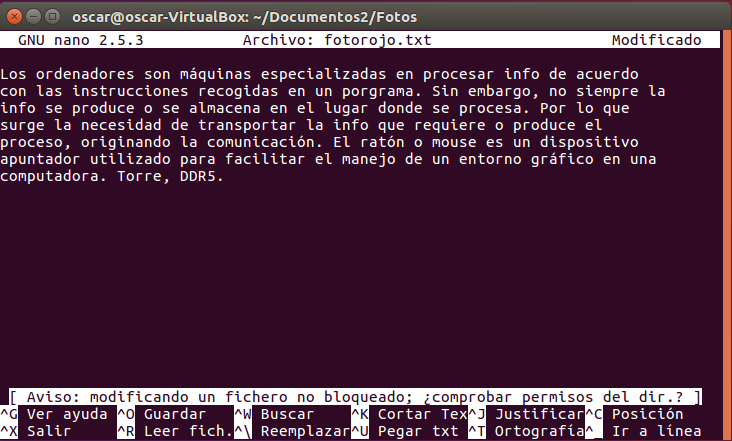 oscar@oscar-VirtualBox: ~/Documentos2/Fotos
GNU nano 2.5.3 Archivo: fotorojo.txt Modificado
Los ordenadores son máquinas especializadas en procesar info de acuerdo
con las instrucciones recogidas en un porgrama. Sin embargo, no siempre la
info se produce o se almacena en el lugar donde se procesa. Por lo que
surge la necesidad de transportar la info que requiere o produce el
proceso, originando la comunicación. El ratón o mouse es un dispositivo
apuntador utilizado para facilitar el manejo de un entorno gráfico en una
computadora. Torre, DDR5.
[ Aviso: modificando un fichero no bloqueado; ¿comprobar permisos del dir.? ]
^G Ver ayuda ^O Guardar ^W Buscar ^K Cortar Tex^J Justificar^C Posición
^X Salir ^R Leer fich.^\ Reemplazar^U Pegar txt ^T Ortografía^_ Ir a linea